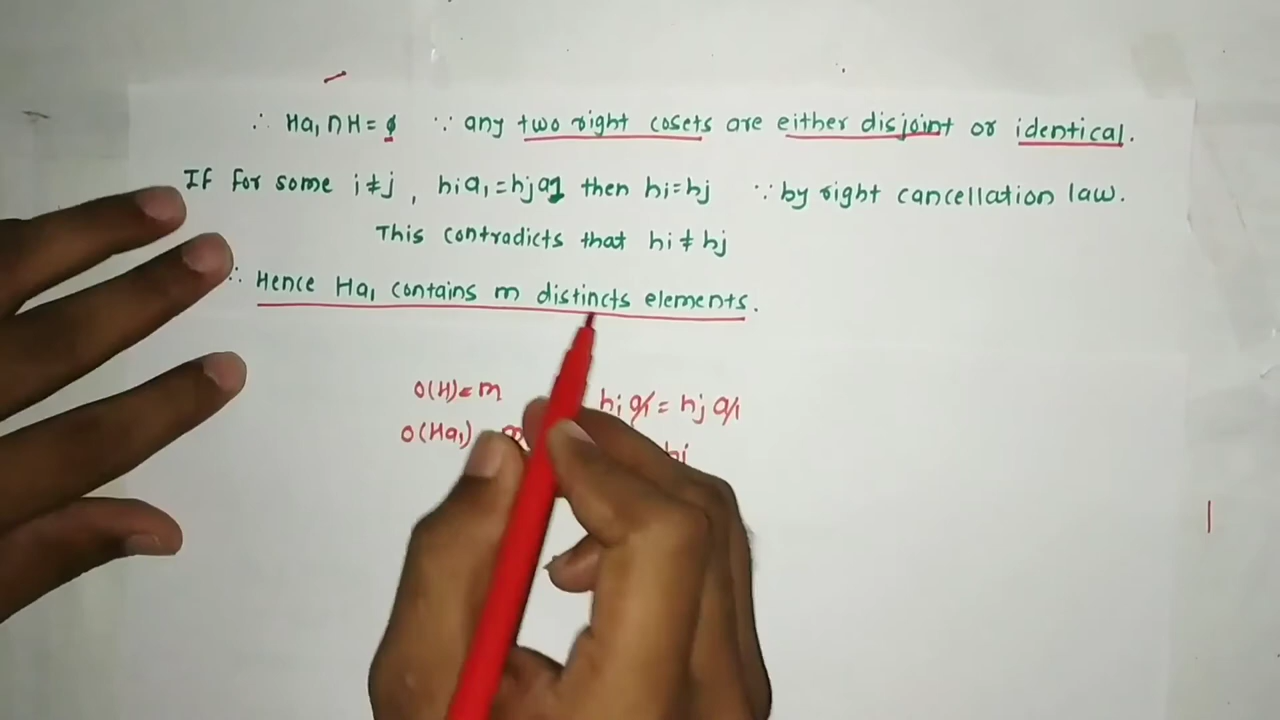 ∴ Ha₁ ∩ H = ϕ ∵ any two right cosets are either disjoint or identical.
If for some i ≠ j , hia₁ = hja1 then hi = hj ∵ by right cancellation law.
This contradicts that hi ≠ hj
∴ Hence Ha₁ contains m distincts elements.
O(H) = m hi a₁ = hj a₁
O(Ha₁)